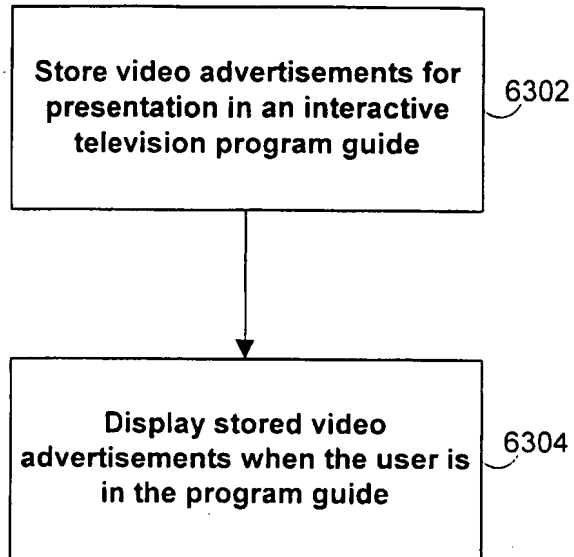 Store video advertisements for
presentation in an interactive
television program guide
6302
Display stored video
advertisements when the user is
in the program guide
6304